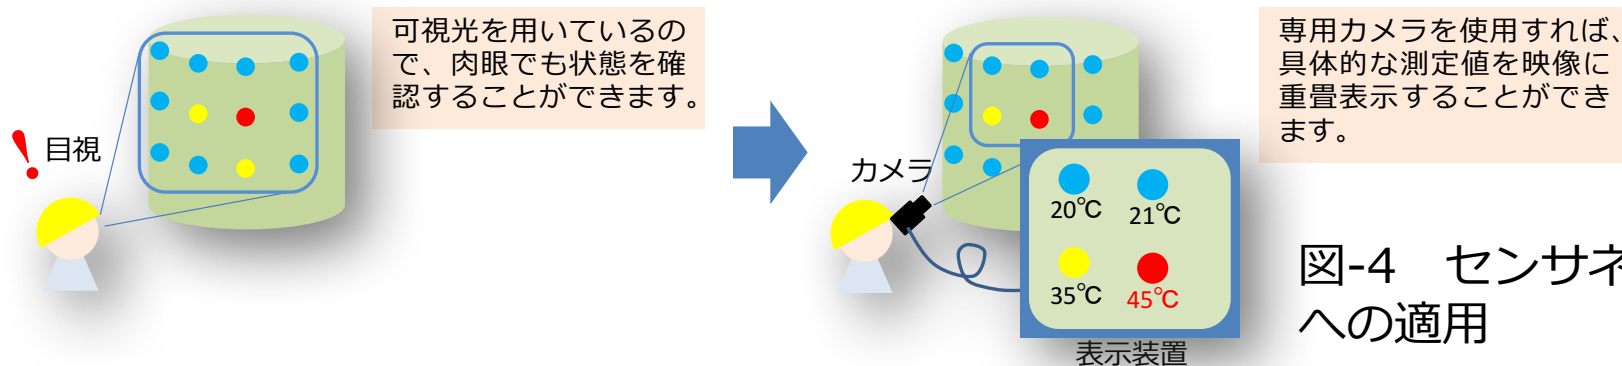 可視光を用いているの
で、肉眼でも状態を確
認することができます。
目視
専用カメラを使用すれば、
具体的な測定値を映像に
重畳表示することができ
ます。
カメラ
20℃ 21℃
35℃ 45℃
表示装置
図-4 センサネ
への適用